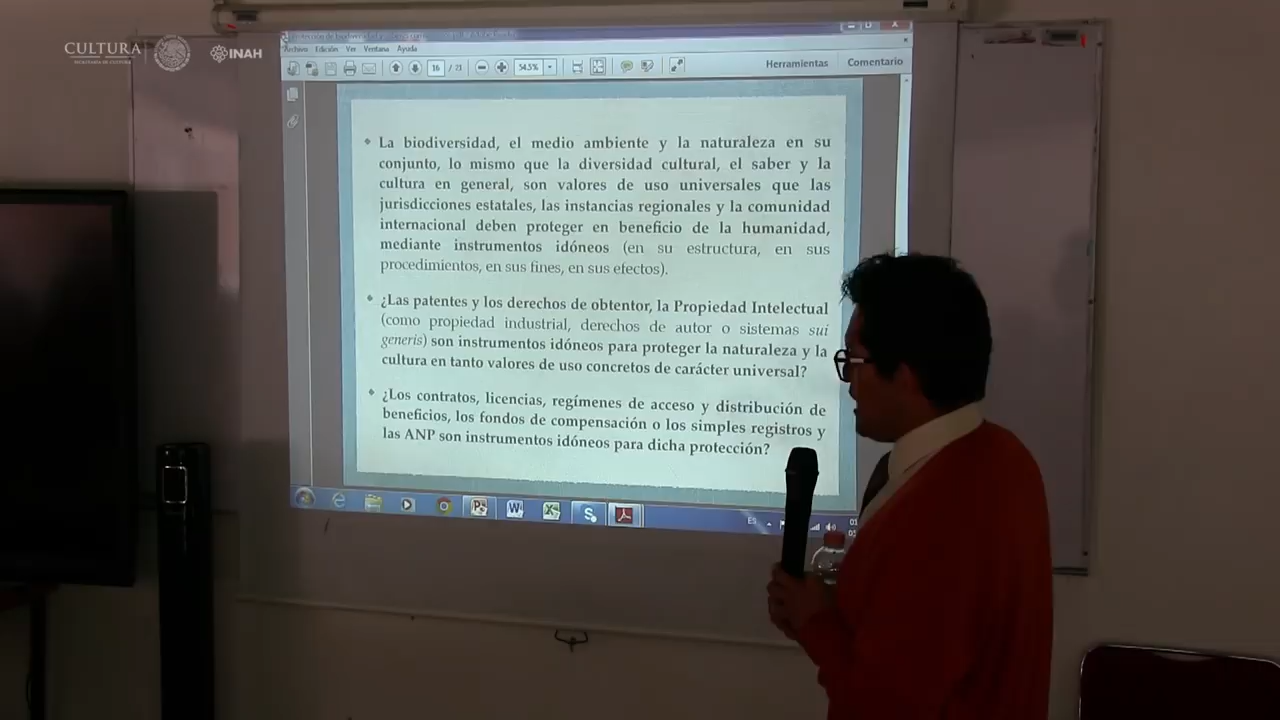 CULTURA
SECRETARÍA DE CULTURA
INAH
Archivo Edición Ver Ventana Ayuda
16 / 21 54.5% Herramientas Comentario
La biodiversidad, el medio ambiente y la naturaleza en su
conjunto, lo mismo que la diversidad cultural, el saber y la
cultura en general, son valores de uso universales que las
jurisdicciones estatales, las instancias regionales y la comunidad
internacional deben proteger en beneficio de la humanidad,
mediante instrumentos idóneos (en su estructura, en sus
procedimientos, en sus fines, en sus efectos).
¿Las patentes y los derechos de obtentor, la Propiedad Intelectual
(como propiedad industrial, derechos de autor o sistemas sui
generis) son instrumentos idóneos para proteger la naturaleza y la
cultura en tanto valores de uso concretos de carácter universal?
¿Los contratos, licencias, regímenes de acceso y distribución de
beneficios, los fondos de compensación o los simples registros y
las ANP son instrumentos idóneos para dicha protección?
ES